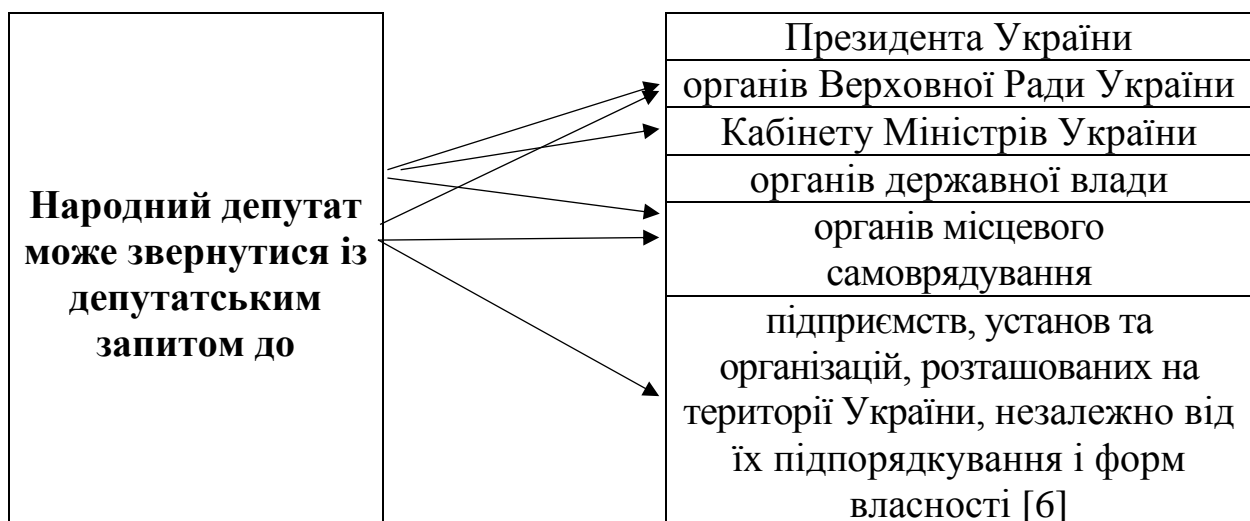 Народний депутат
може звернутися із
депутатським
запитом до
Президента України
органів Верховної Ради України
Кабінету Міністрів України
органів державної влади
органів місцевого
самоврядування
підприємств, установ та
організацій, розташованих на
території України, незалежно від
їх підпорядкування і форм
власності [6]